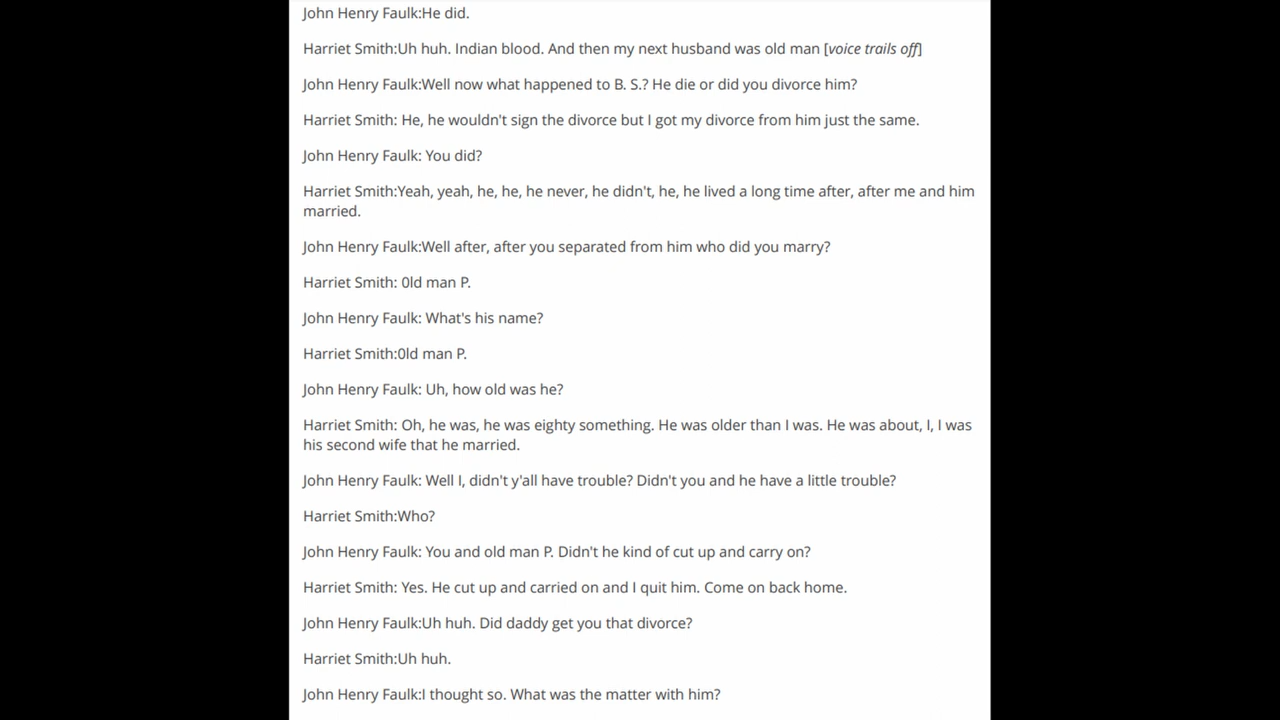 John Henry Faulk:He did.
Harriet Smith:Uh huh. Indian blood. And then my next husband was old man [voice trails off]
John Henry Faulk:Well now what happened to B. S.? He die or did you divorce him?
Harriet Smith: He, he wouldn't sign the divorce but I got my divorce from him just the same.
John Henry Faulk: You did?
Harriet Smith:Yeah, yeah, he, he, he never, he didn't, he, he lived a long time after, after me and him
married.
John Henry Faulk:Well after, after you separated from him who did you marry?
Harriet Smith: 0ld man P.
John Henry Faulk: What's his name?
Harriet Smith:0ld man P.
John Henry Faulk: Uh, how old was he?
Harriet Smith: Oh, he was, he was eighty something. He was older than I was. He was about, I, I was
his second wife that he married.
John Henry Faulk: Well I, didn't y'all have trouble? Didn't you and he have a little trouble?
Harriet Smith:Who?
John Henry Faulk: You and old man P. Didn't he kind of cut up and carry on?
Harriet Smith: Yes. He cut up and carried on and I quit him. Come on back home.
John Henry Faulk:Uh huh. Did daddy get you that divorce?
Harriet Smith:Uh huh.
John Henry Faulk:I thought so. What was the matter with him?